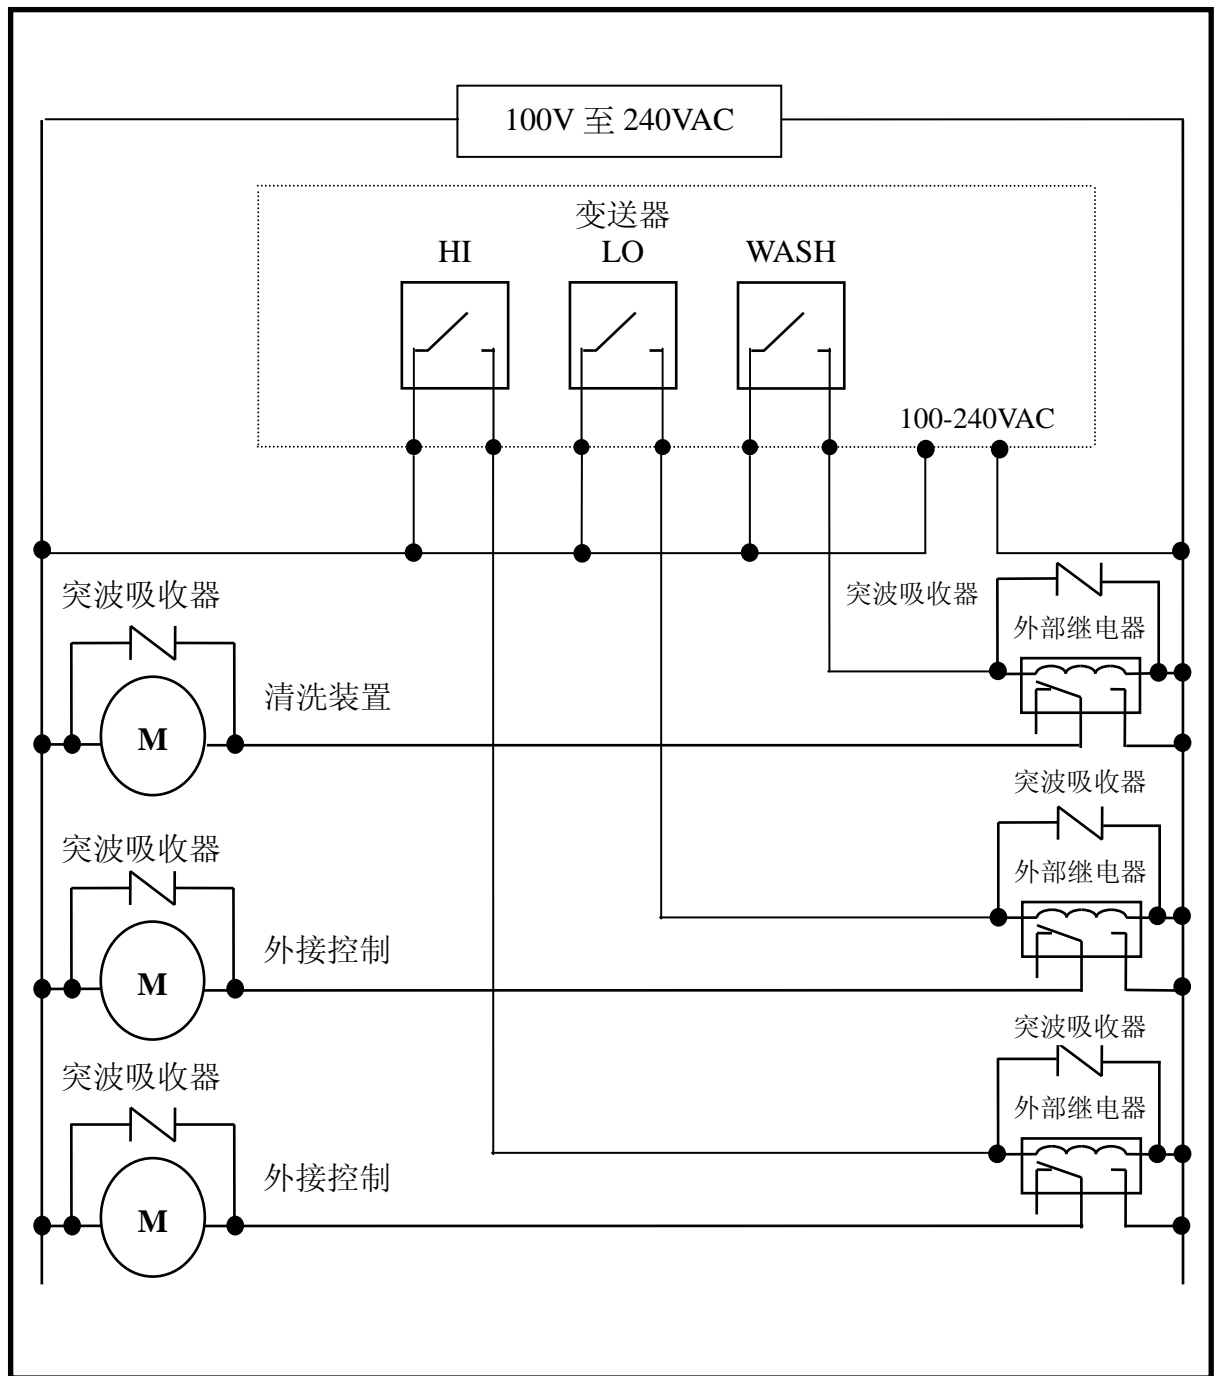 100V 至 240VAC
变送器
HI LO WASH
100-240VAC
突波吸收器
突波吸收器
外部继电器
清洗装置
M
突波吸收器
突波吸收器
外部继电器
外接控制
M
突波吸收器
突波吸收器
外部继电器
外接控制
M